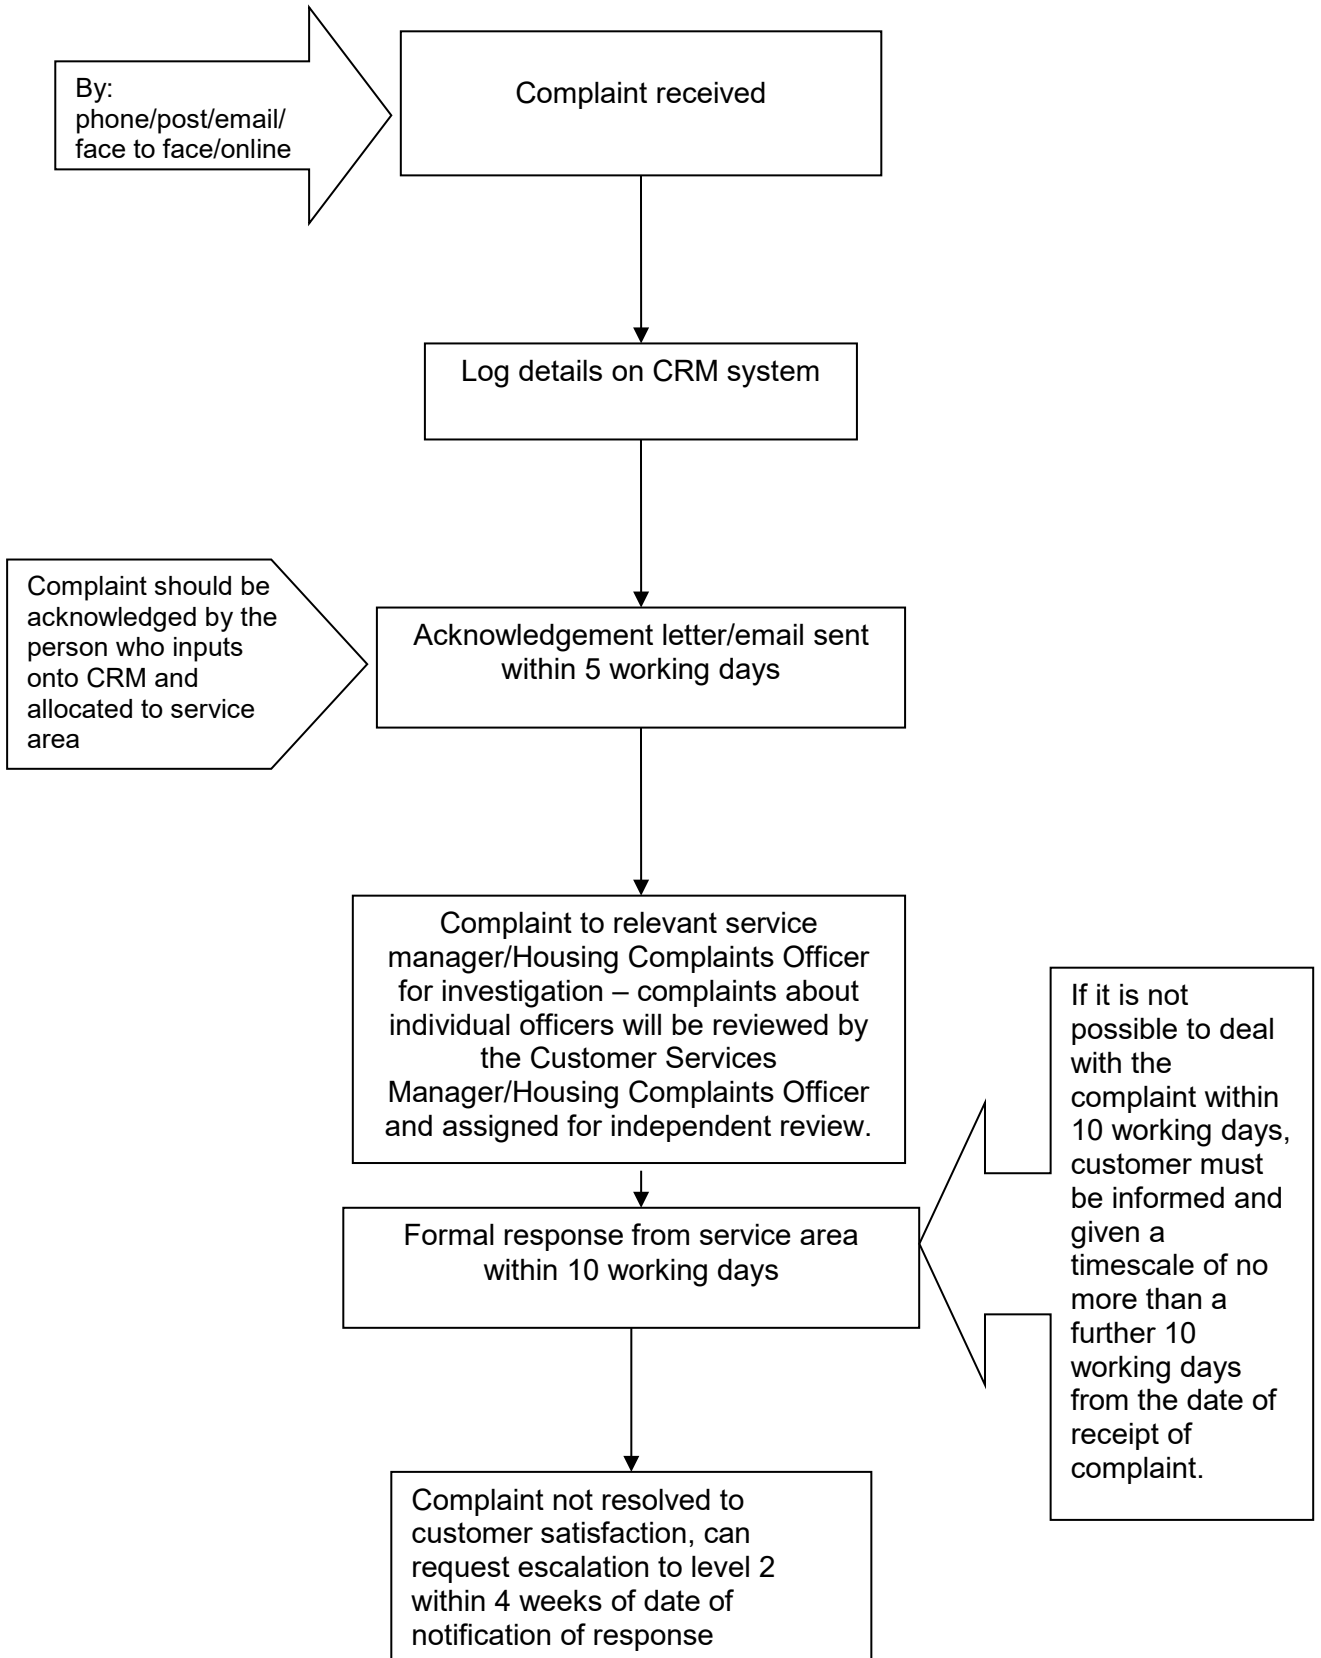 By:
phone/post/email/
face to face/online
Complaint received
Log details on CRM system
Complaint should be
acknowledged by the
person who inputs
onto CRM and
allocated to service
area
Acknowledgement letter/email sent
within 5 working days
Complaint to relevant service
manager/Housing Complaints Officer
for investigation – complaints about
individual officers will be reviewed by
the Customer Services
Manager/Housing Complaints Officer
and assigned for independent review.
If it is not
possible to deal
with the
complaint within
10 working days,
customer must
be informed and
given a
timescale of no
more than a
further 10
working days
from the date of
receipt of
complaint.
Formal response from service area
within 10 working days
Complaint not resolved to
customer satisfaction, can
request escalation to level 2
within 4 weeks of date of
notification of response